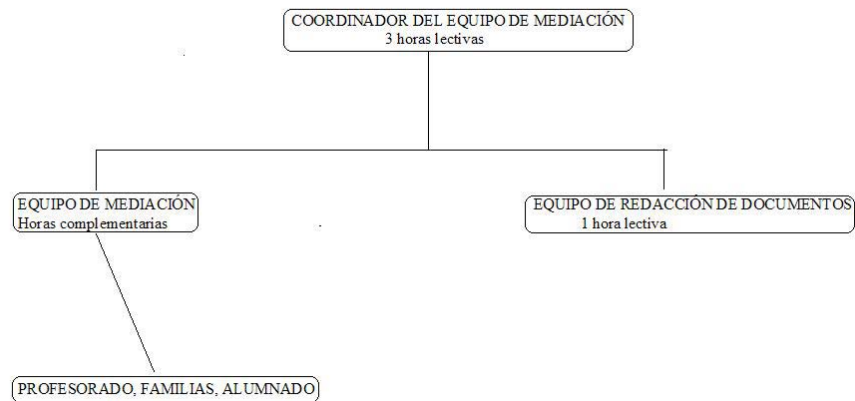 COORDINADOR DEL EQUIPO DE MEDIACIÓN
3 horas lectivas
EQUIPO DE MEDIACIÓN
Horas complementarias
EQUIPO DE REDACCIÓN DE DOCUMENTOS
1 hora lectiva
PROFESORADO, FAMILIAS, ALUMNADO